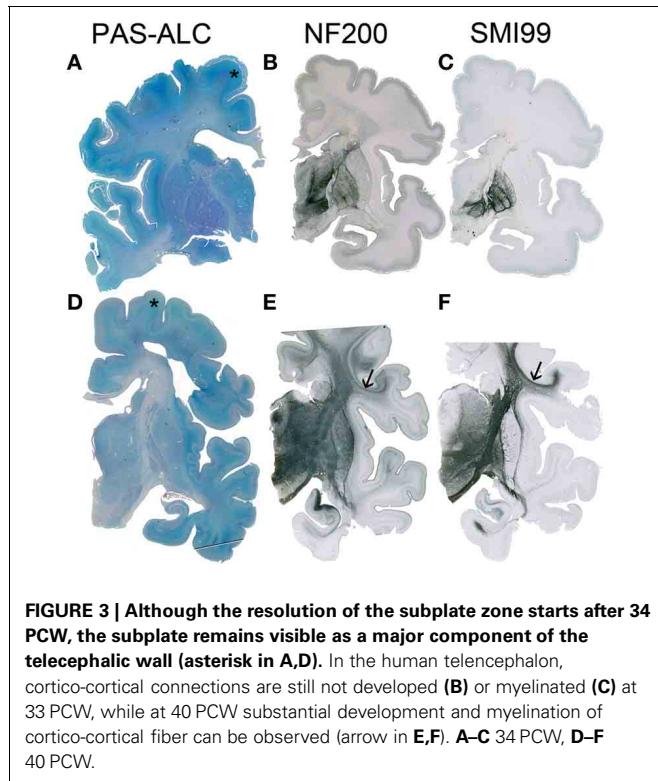 PAS-ALC NF200 SMI99
A B C
* 
D E F
*
FIGURE 3 | Although the resolution of the subplate zone starts after 34
PCW, the subplate remains visible as a major component of the
telecephalic wall (asterisk in A,D). In the human telencephalon,
cortico-cortical connections are still not developed (B) or myelinated (C) at
33 PCW, while at 40 PCW substantial development and myelination of
cortico-cortical fiber can be observed (arrow in E,F). A–C 34 PCW, D–F
40 PCW.